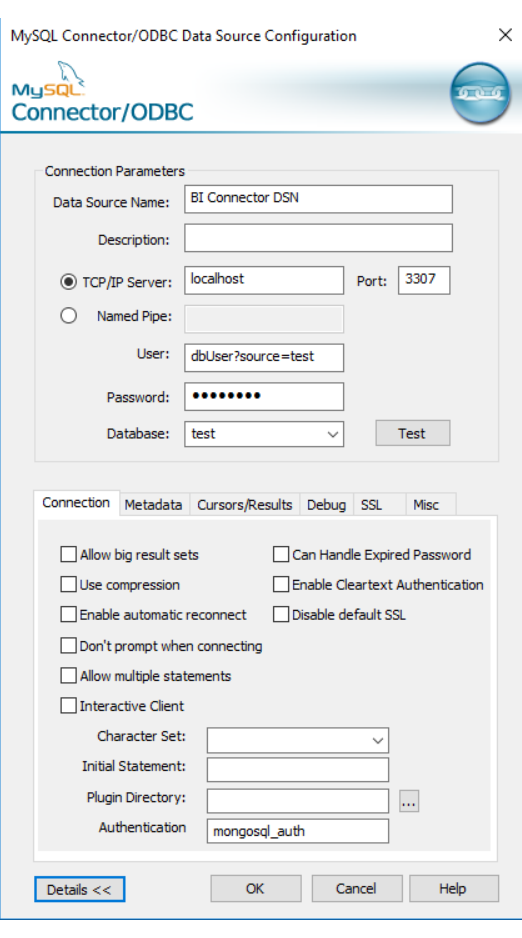 MySQL Connector/ODBC Data Source Configuration
MySQL
Connector/ODBC
Connection Parameters
Data Source Name: BI Connector DSN
Description:
TCP/IP Server: localhost Port: 3307
Named Pipe:
User: dbUser?source=test
Password: ••••••••
Database: test Test
Connection Metadata Cursors/Results Debug SSL Misc
Allow big result sets Can Handle Expired Password
Use compression Enable Cleartext Authentication
Enable automatic reconnect Disable default SSL
Don't prompt when connecting
Allow multiple statements
Interactive Client
Character Set:
Initial Statement:
Plugin Directory: ...
Authentication mongosql_auth
Details << OK Cancel Help